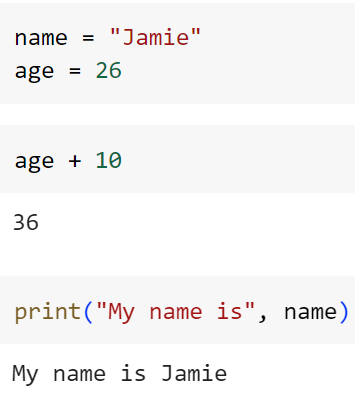 name = "Jamie"
age = 26
age + 10
36
print("My name is", name)
My name is Jamie